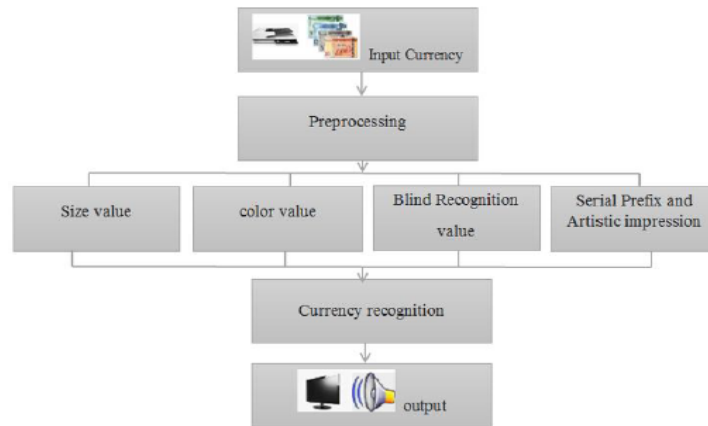 Input Currency
Preprocessing
Size value
color value
Blind Recognition
value
Serial Prefix and
Artistic impression
Currency recognition
output